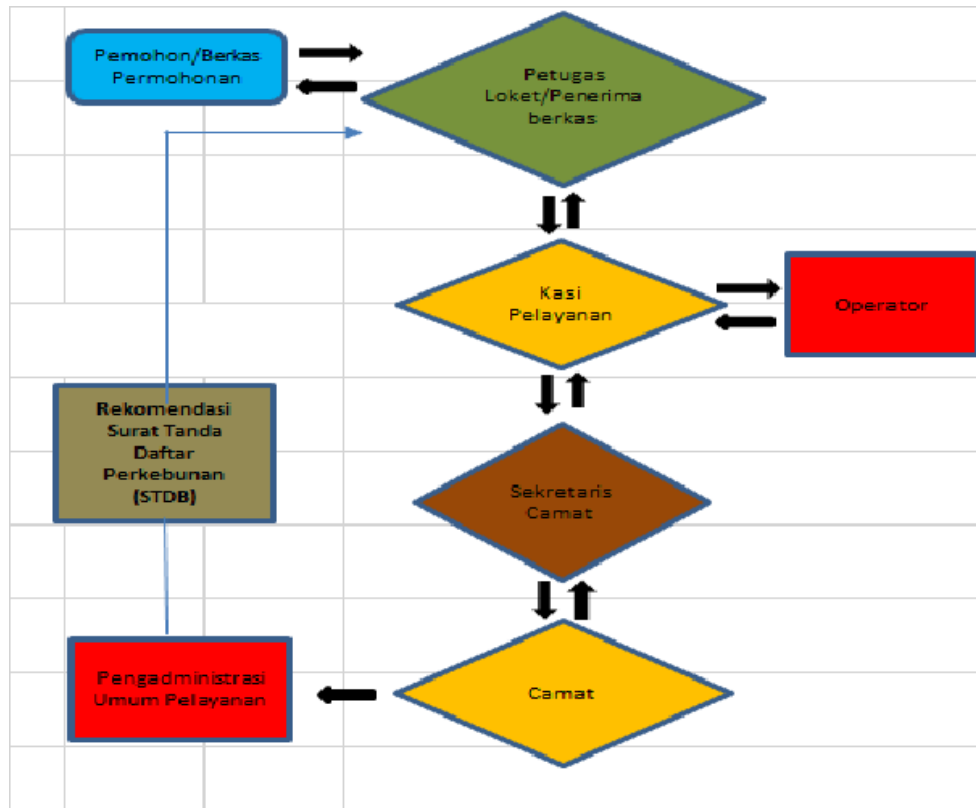 Pemohon/Berkas
Permohonan
Petugas
Loket/Penerima
berkas
Kasi
Pelayanan
Operator
Rekomendasi
Surat Tanda
Daftar
Perkebunan
(STDB)
Sekretaris
Camat
Pengadministrasi
Umum Pelayanan
Camat